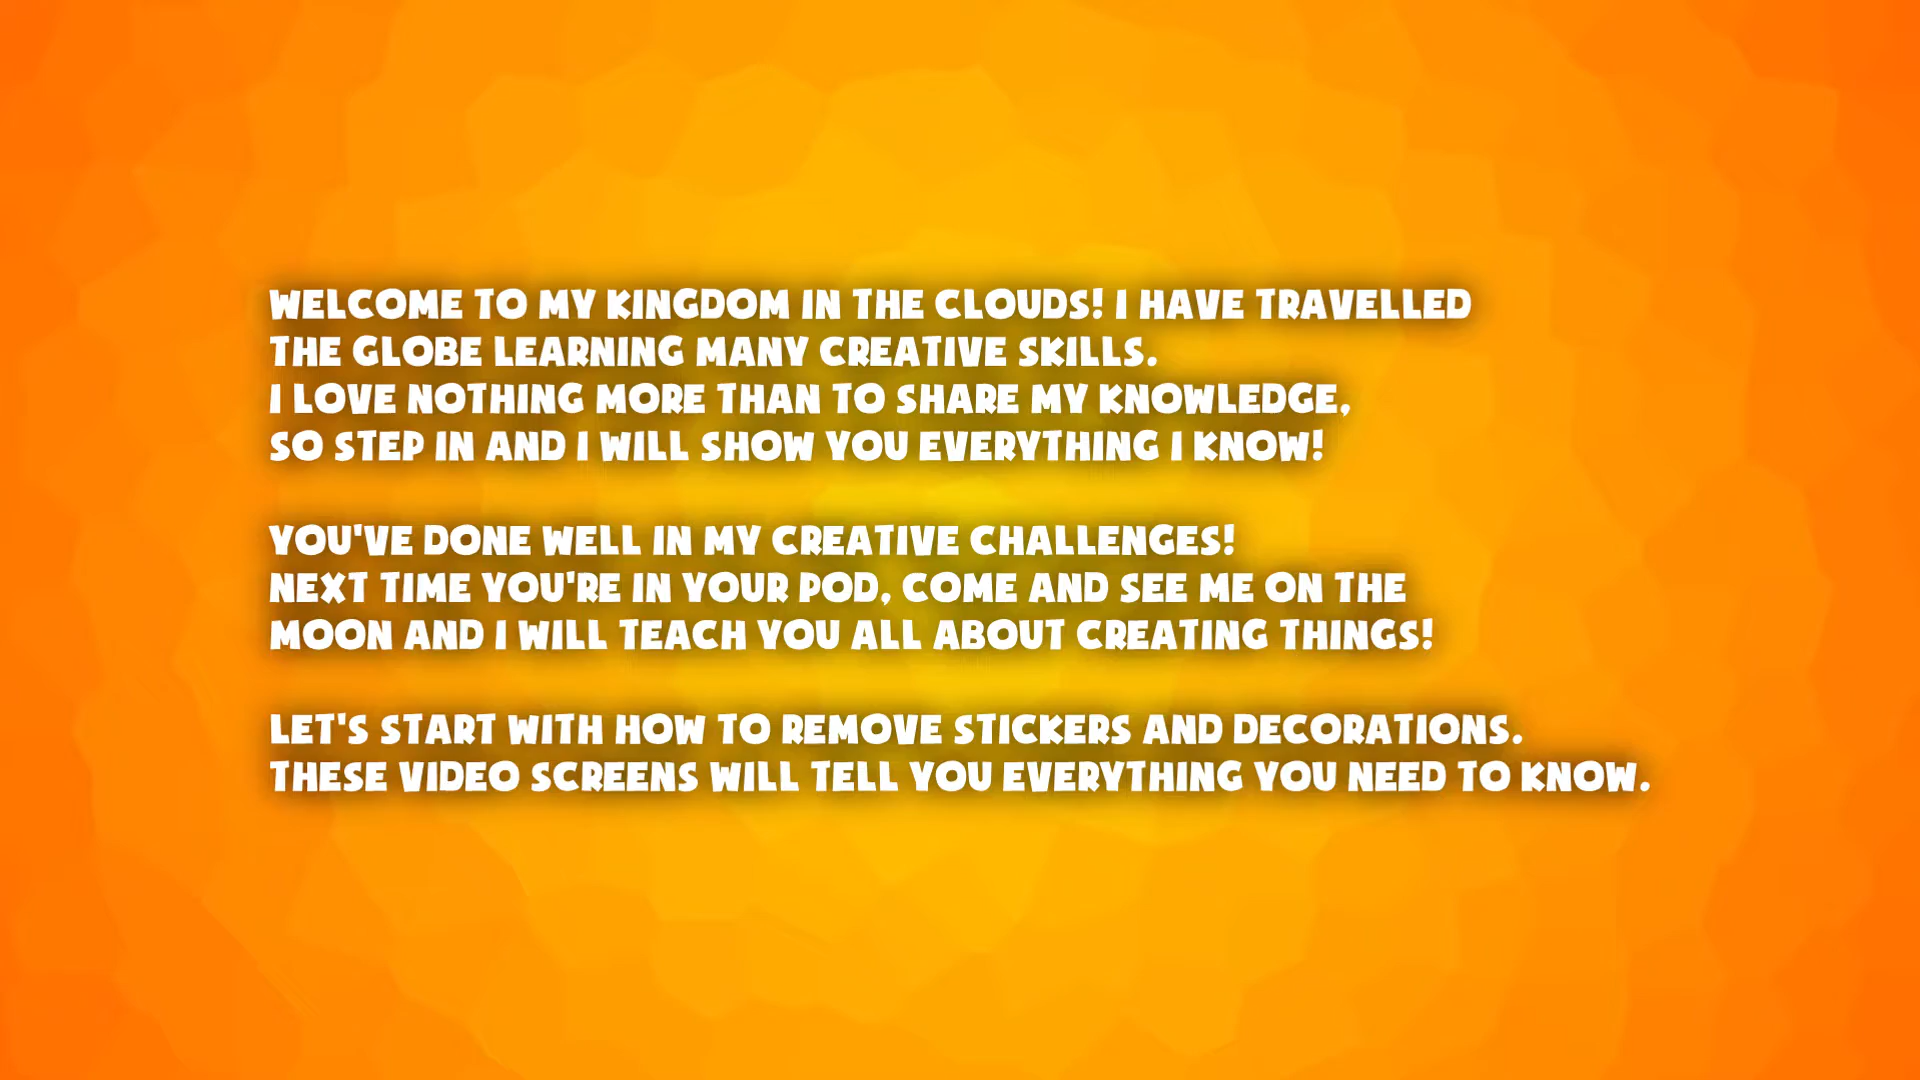 WELCOME TO MY KINGDOM IN THE CLOUDS! I HAVE TRAVELLED
THE GLOBE LEARNING MANY CREATIVE SKILLS.
I LOVE NOTHING MORE THAN TO SHARE MY KNOWLEDGE,
SO STEP IN AND I WILL SHOW YOU EVERYTHING I KNOW!
YOU'VE DONE WELL IN MY CREATIVE CHALLENGES!
NEXT TIME YOU'RE IN YOUR POD, COME AND SEE ME ON THE
MOON AND I WILL TEACH YOU ALL ABOUT CREATING THINGS!
LET'S START WITH HOW TO REMOVE STICKERS AND DECORATIONS.
THESE VIDEO SCREENS WILL TELL YOU EVERYTHING YOU NEED TO KNOW.